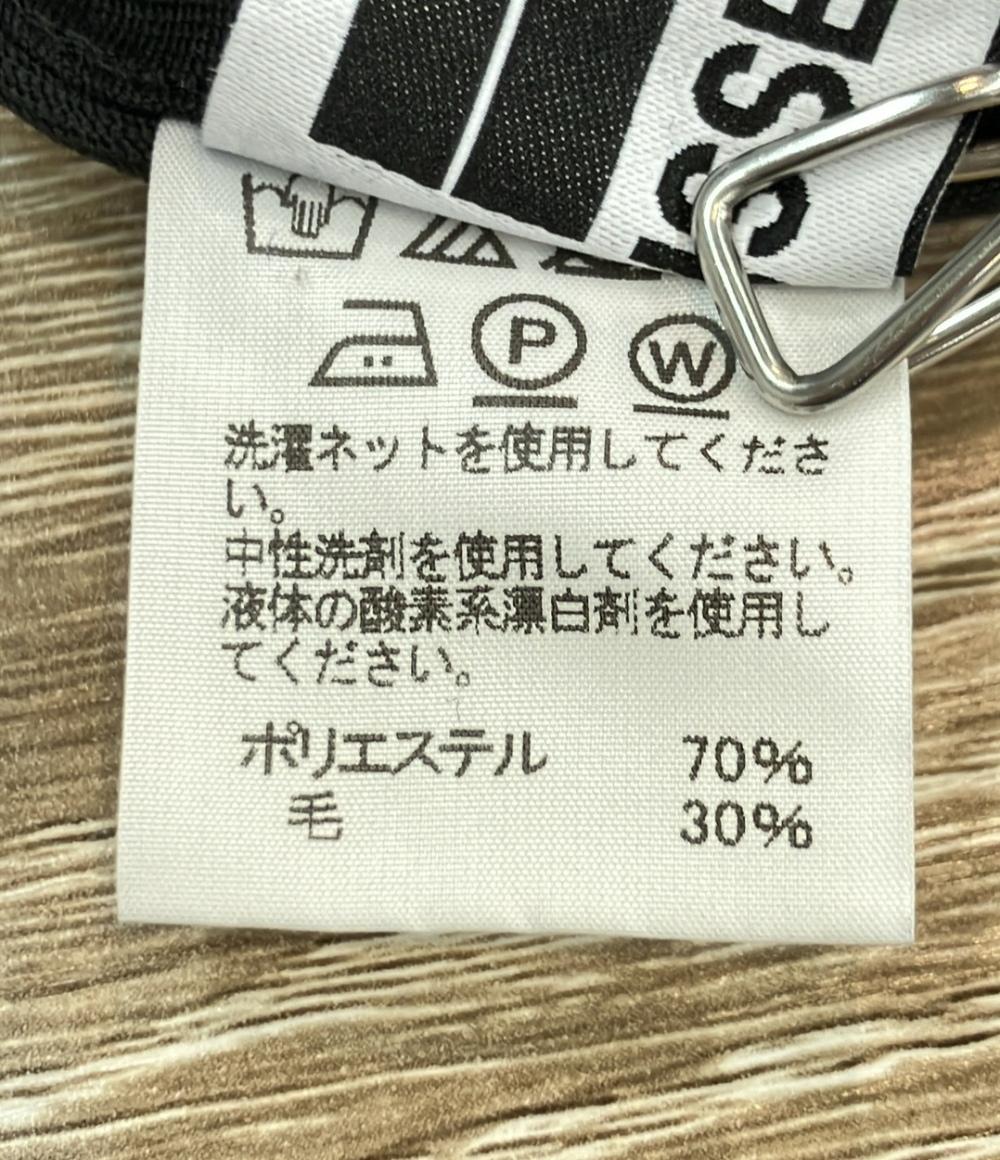 P W
洗濯ネットを使用してくださ
い。
中性洗剤を使用してください。
液体の酸素系漂白剤を使用し
てください。
ポリエステル 70%
毛 30%